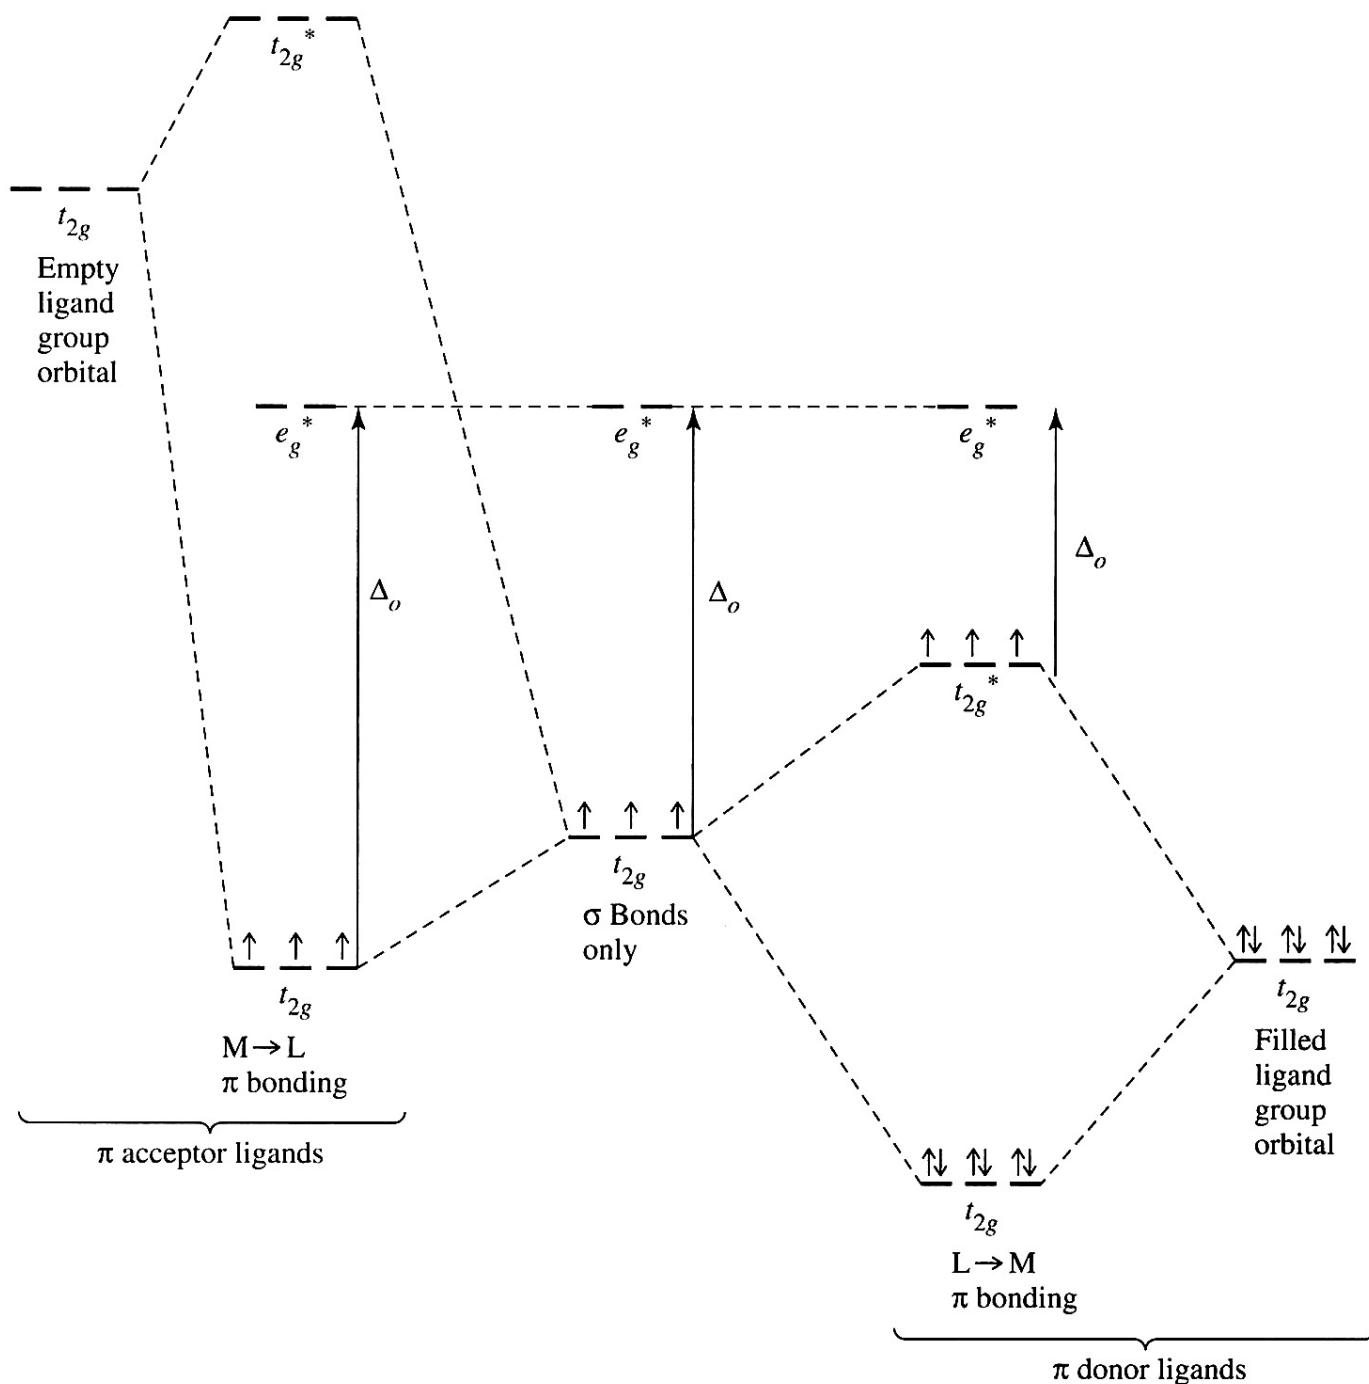 t2g*
t2g
Empty
ligand
group
orbital
eg*
eg*
eg*
Δo
Δo
Δo
t2g*
t2g
σ Bonds
only
t2g
M→L
π bonding
π acceptor ligands
t2g
Filled
ligand
group
orbital
t2g
L→M
π bonding
π donor ligands